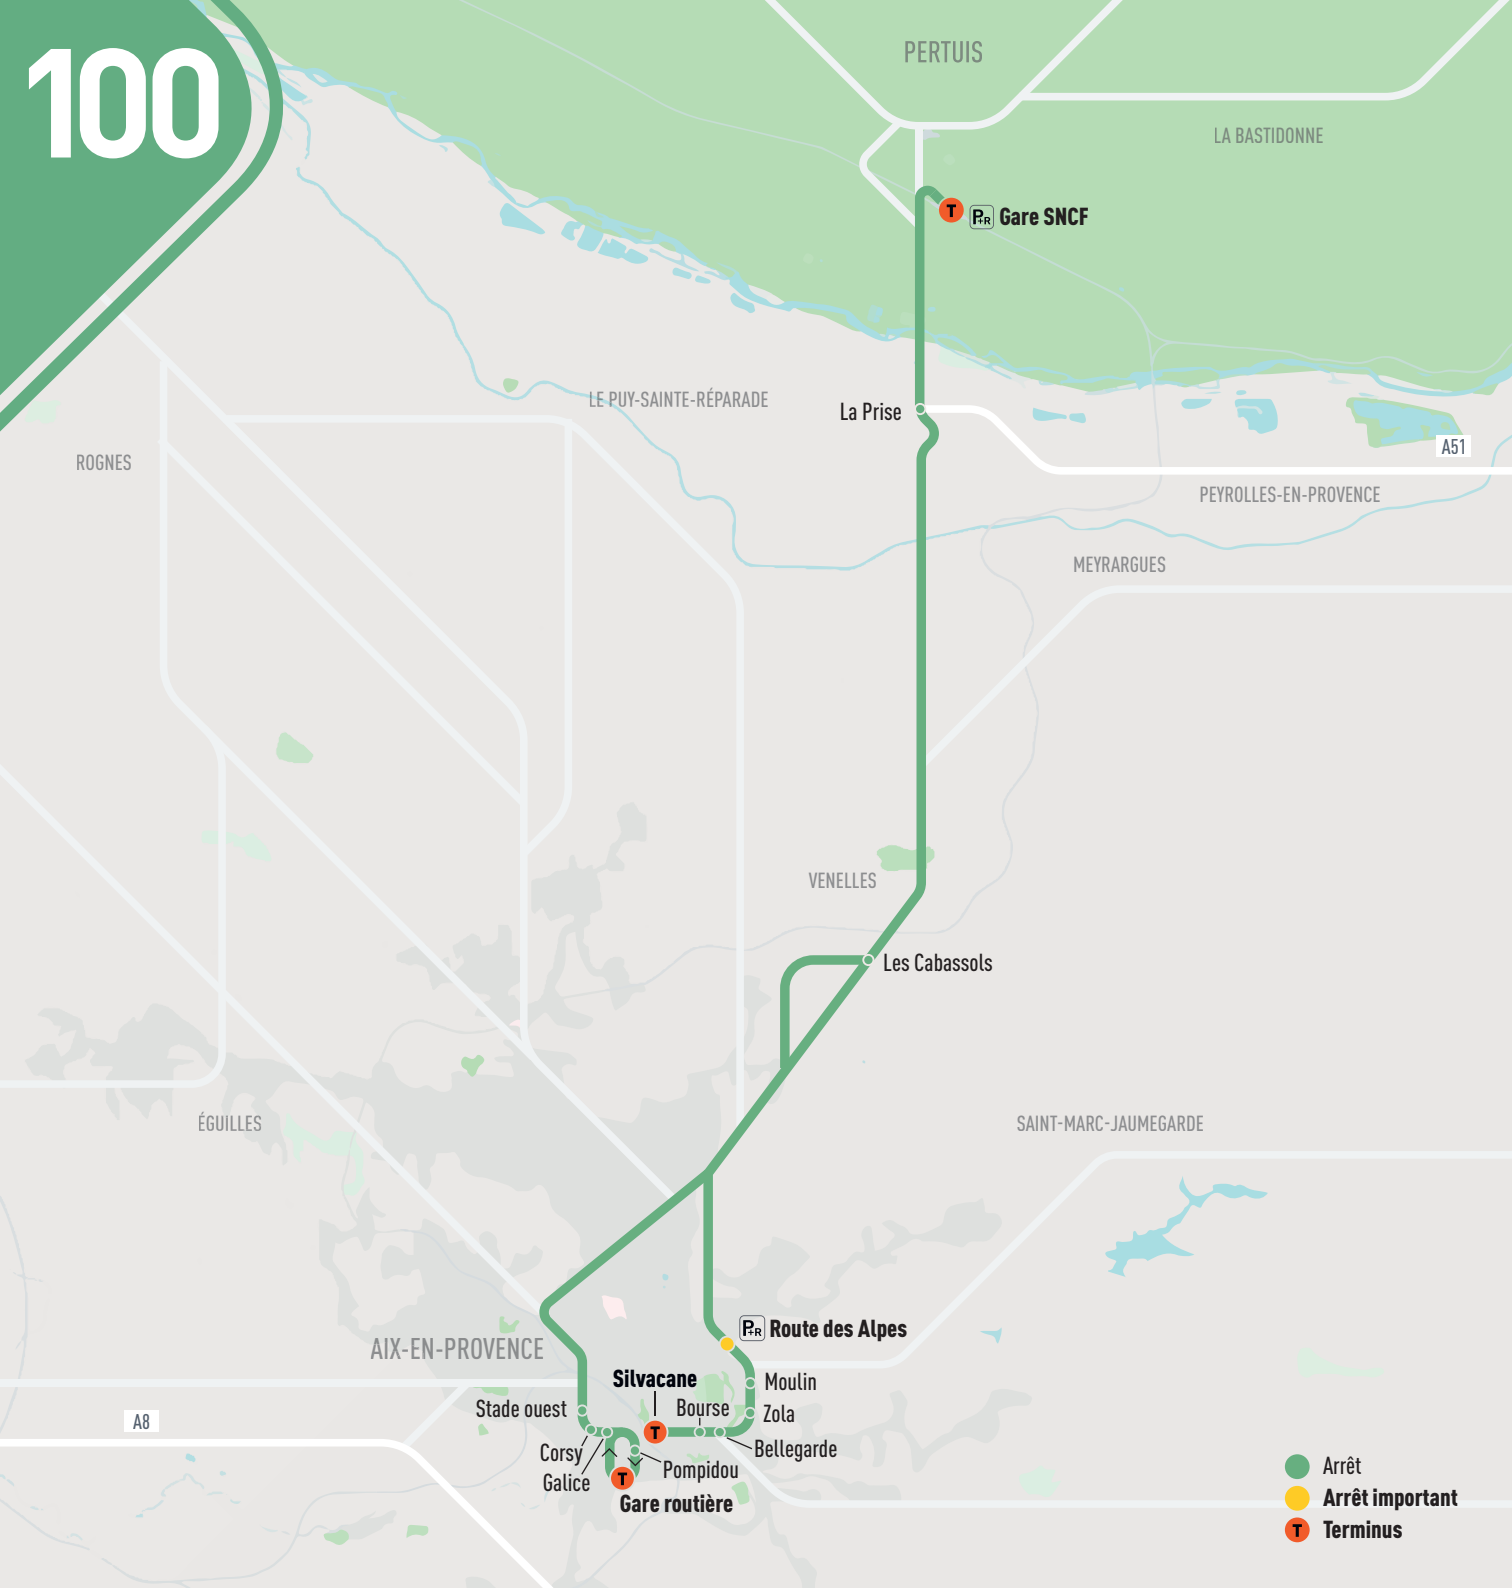 100
PERTUIS
LA BASTIDONNE
P+R Gare SNCF
LE PUY-SAINTE-RÉPARADE
La Prise
A51
ROGNES
PEYROLLES-EN-PROVENCE
MEYRARGUES
VENELLES
Les Cabassols
ÉGUILLES
SAINT-MARC-JAUMEGARDE
P+R Route des Alpes
AIX-EN-PROVENCE
Silvacane
Moulin
Stade ouest
Bourse
Zola
A8
T
Corsy
Bellegarde
Galice
Pompidou
T
Gare routière
T
Arrêt
Arrêt important
T Terminus